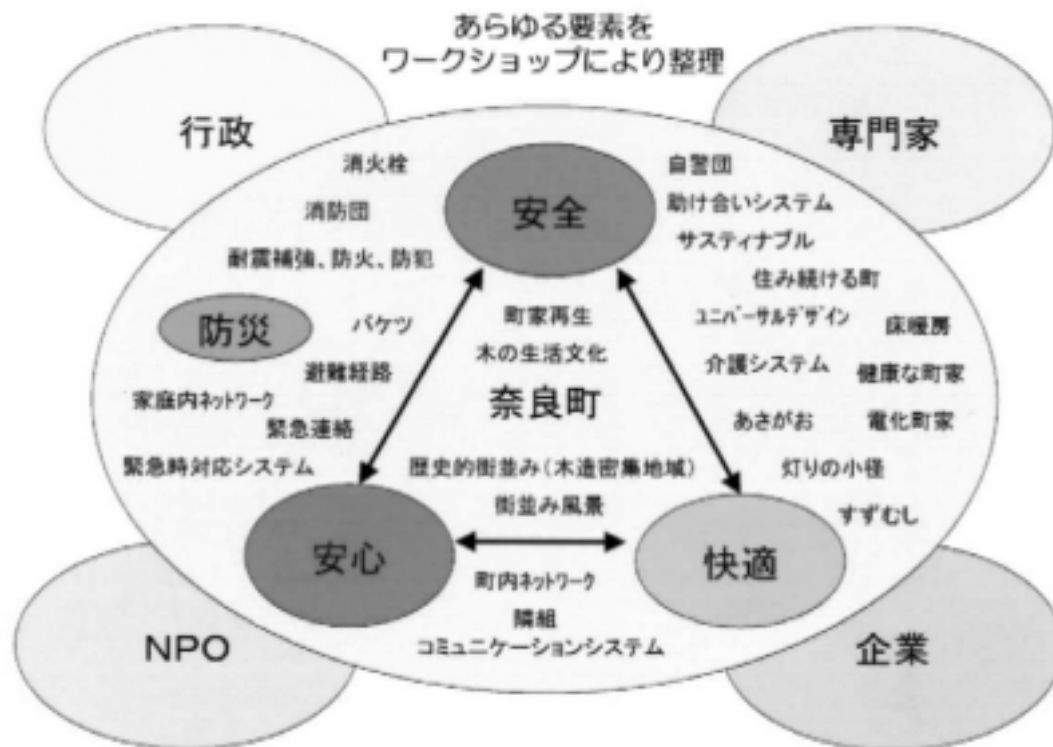 あらゆる要素を
ワークショップにより整理
行政
専門家
消火栓
消防団
耐震補強、防火、防犯
安全
自警団
助け合いシステム
サスティナブル
住み続ける町
ユニバーサルデザイン
床暖房
防災
バケツ
避難経路
家庭内ネットワーク
緊急連絡
緊急時対応システム
町家再生
木の生活文化
奈良町
介護システム
健康な町家
あさがお
電化町家
灯りの小径
すずむし
歴史的街並み(木造密集地域)
街並み風景
安心
快適
町内ネットワーク
隣組
コミュニケーションシステム
NPO
企業